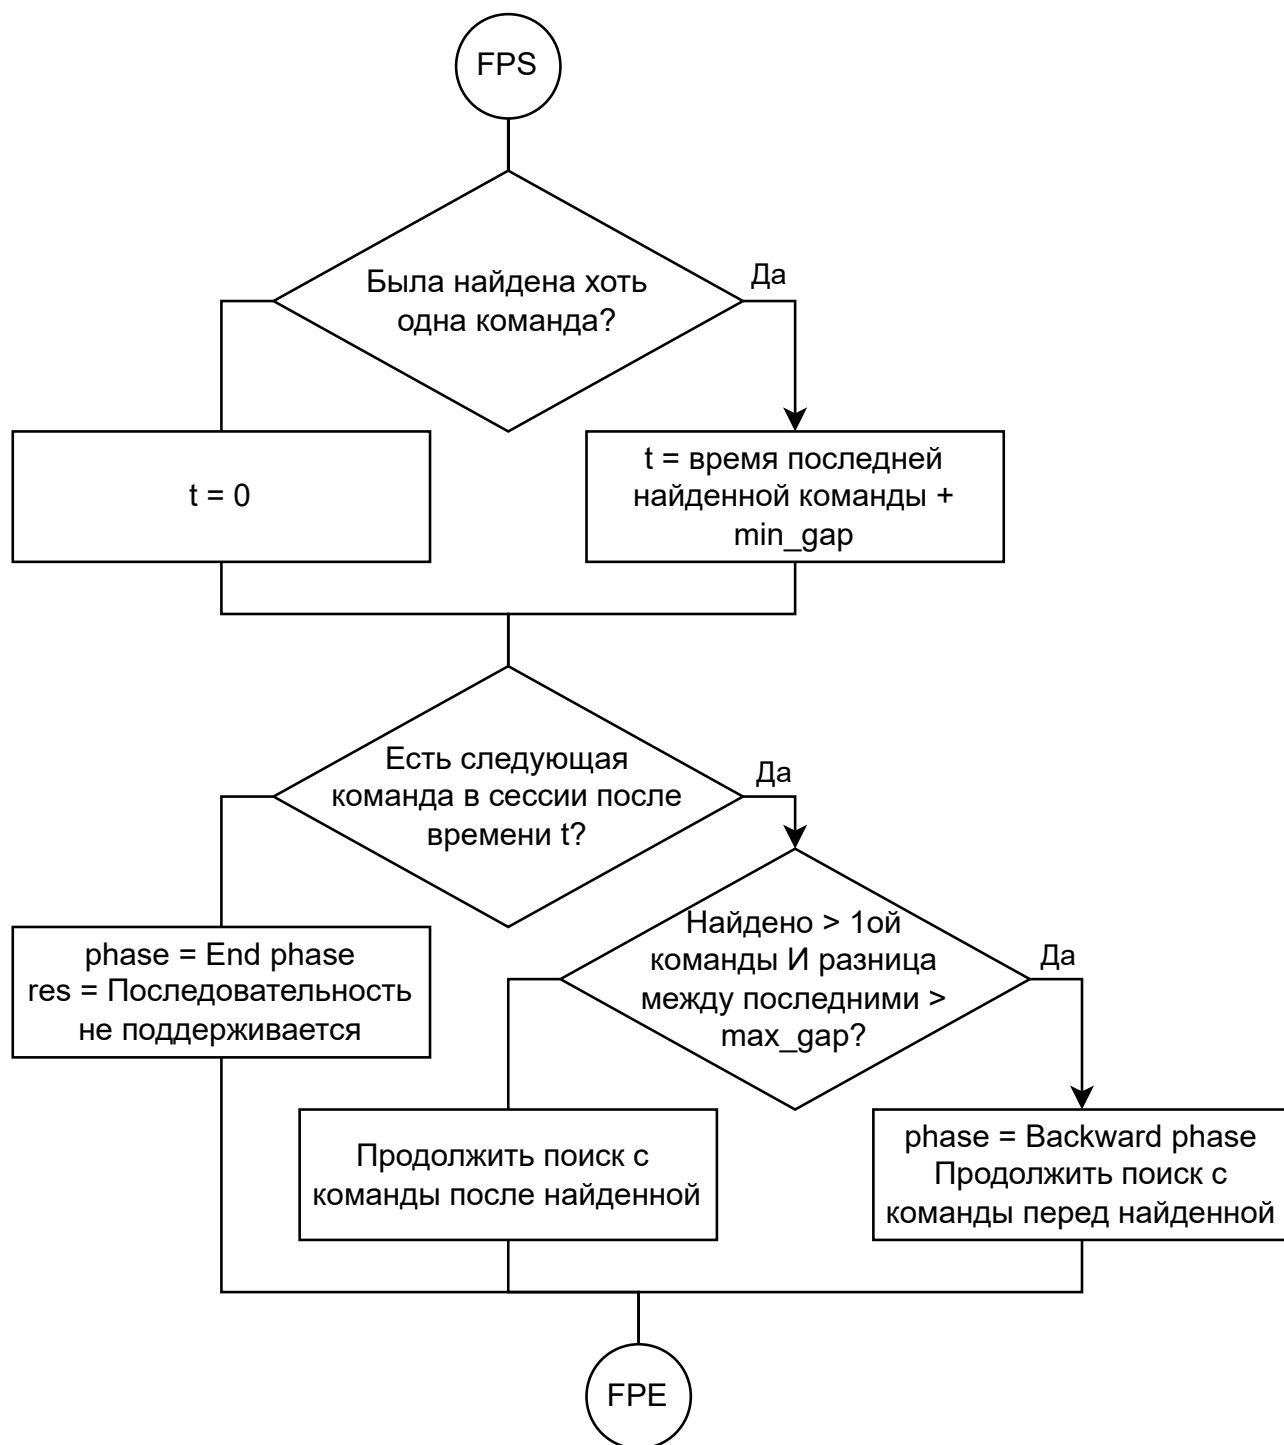 FPS
Была найдена хоть
одна команда?
Да
t = 0
t = время последней
найденной команды +
min_gap
Есть следующая
команда в сессии после
времени t?
Да
Найдено > 1ой
команды И разница
между последними >
max_gap?
Да
phase = End phase
res = Последовательность
не поддерживается
Продолжить поиск с
команды после найденной
phase = Backward phase
Продолжить поиск с
команды перед найденной
FPE